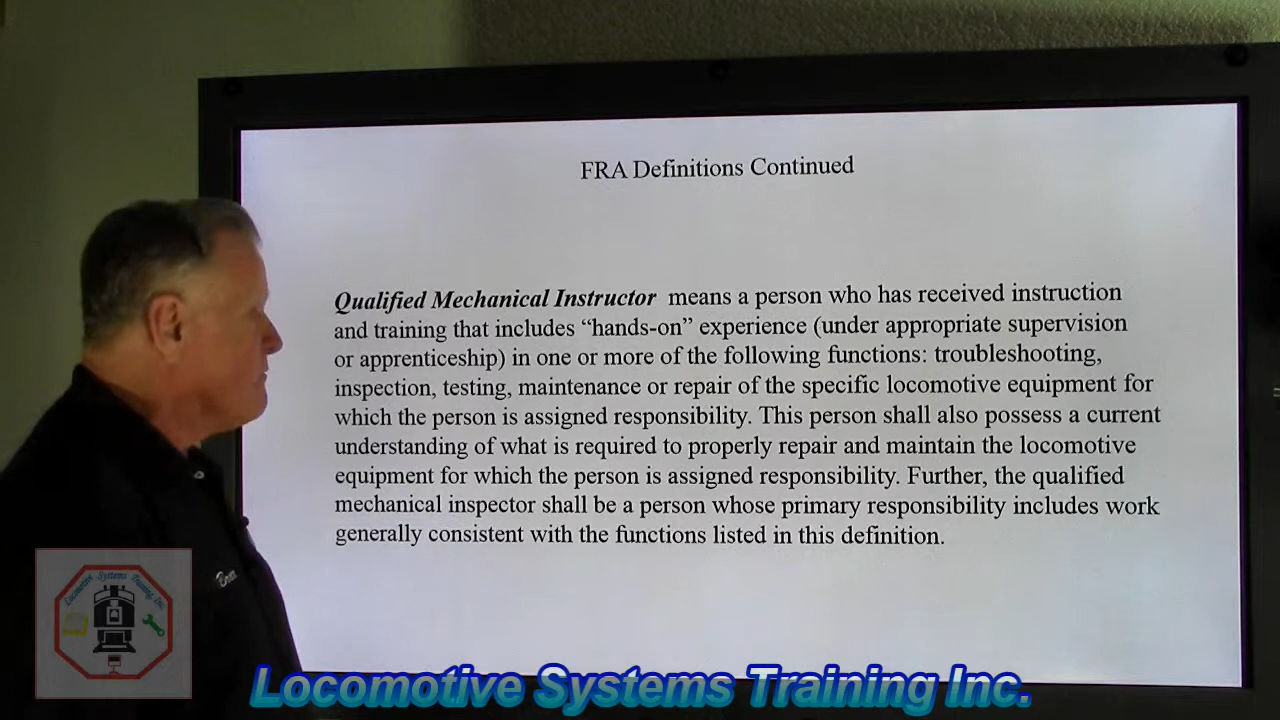 FRA Definitions Continued
Qualified Mechanical Instructor means a person who has received instruction
and training that includes “hands-on” experience (under appropriate supervision
or apprenticeship) in one or more of the following functions: troubleshooting,
inspection, testing, maintenance or repair of the specific locomotive equipment for
which the person is assigned responsibility. This person shall also possess a current
understanding of what is required to properly repair and maintain the locomotive
equipment for which the person is assigned responsibility. Further, the qualified
mechanical inspector shall be a person whose primary responsibility includes work
generally consistent with the functions listed in this definition.
Locomotive Systems Training, Inc.
Locomotive Systems Training Inc.